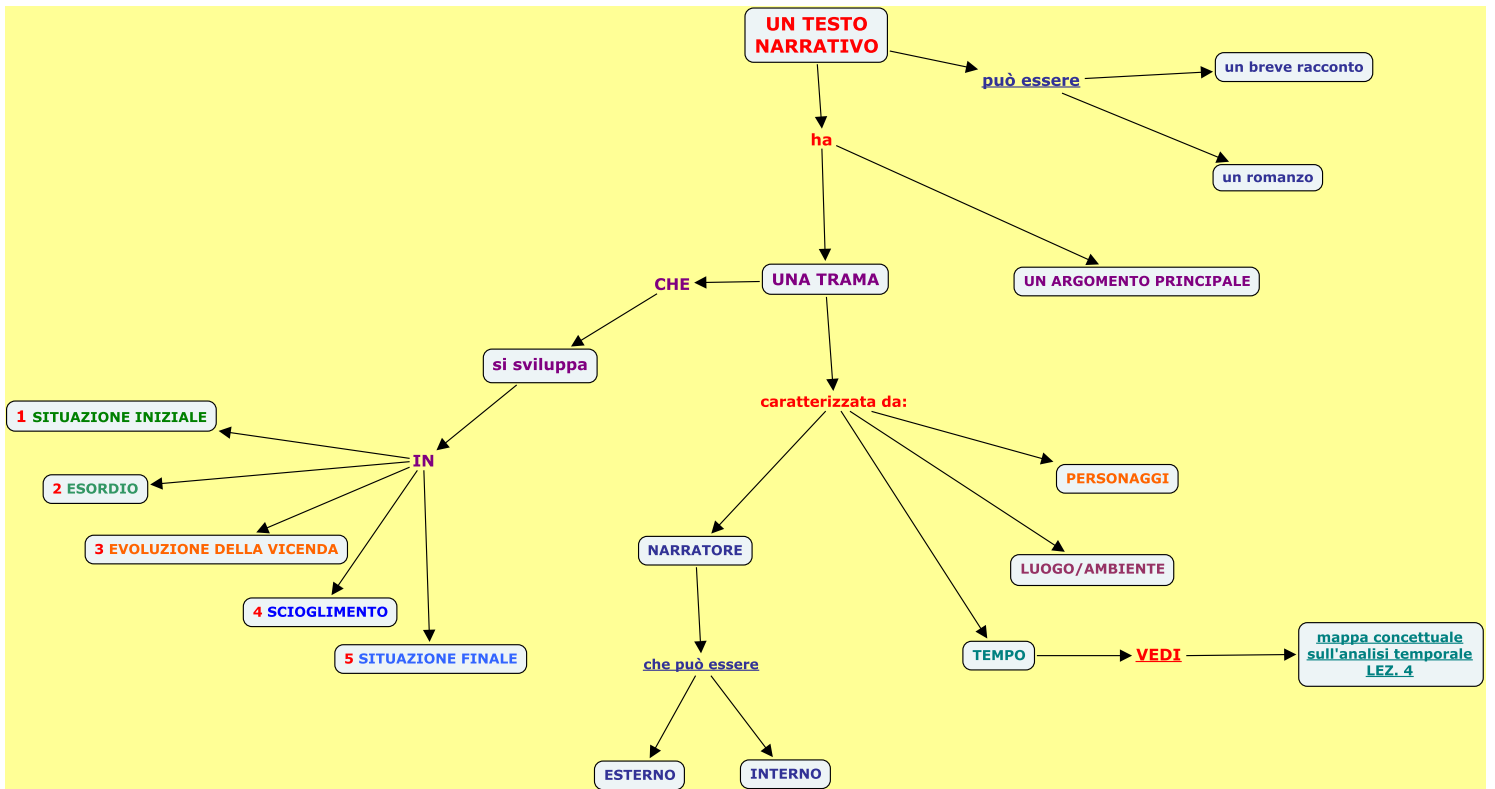 UN TESTO
NARRATIVO
può essere
un breve racconto
un romanzo
ha
UNA TRAMA
UN ARGOMENTO PRINCIPALE
CHE
si sviluppa
IN
1 SITUAZIONE INIZIALE
2 ESORDIO
3 EVOLUZIONE DELLA VICENDA
4 SCIOGLIMENTO
5 SITUAZIONE FINALE
caratterizzata da:
PERSONAGGI
LUOGO/AMBIENTE
TEMPO
VEDI
mappa concettuale
sull'analisi temporale
LEZ. 4
NARRATORE
che può essere
ESTERNO
INTERNO